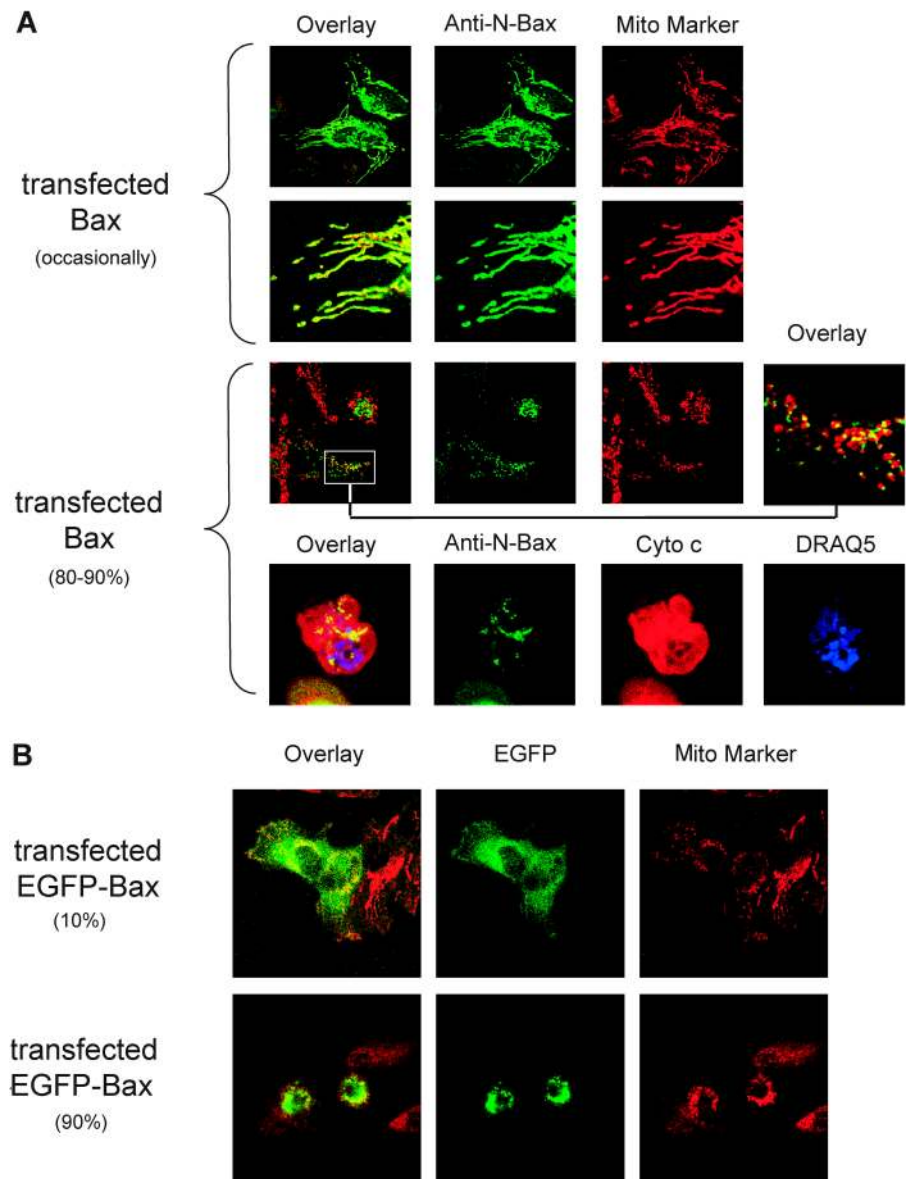 A
Overlay Anti-N-Bax Mito Marker
transfected
Bax
(occasionally)
Overlay
transfected
Bax
(80-90%)
Overlay Anti-N-Bax Cyto c DRAQ5
B
Overlay EGFP Mito Marker
transfected
EGFP-Bax
(10%)
transfected
EGFP-Bax
(90%)